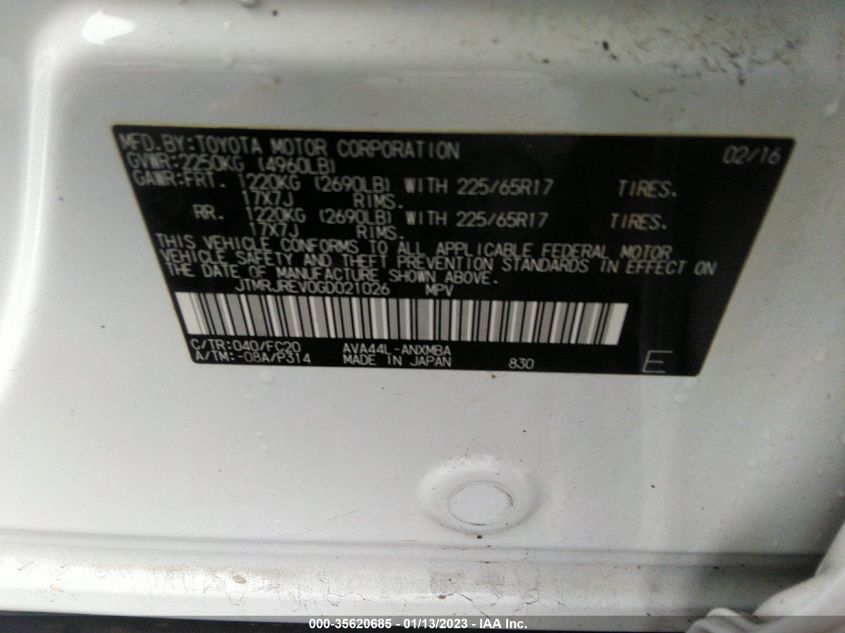 MFD.BY:TOYOTA MOTOR CORPORATION 02/16
GVWR:2250KG (4960LB)
GAWR:FRT. 1220KG (2690LB) WITH 225/65R17 TIRES.
17X7J RIMS.
RR. 1220KG (2690LB) WITH 225/65R17 TIRES.
17X7J RIMS.
THIS VEHICLE CONFORMS TO ALL APPLICABLE FEDERAL MOTOR
VEHICLE SAFETY AND THEFT PREVENTION STANDARDS IN EFFECT ON
THE DATE OF MANUFACTURE SHOWN ABOVE.
JTMRJREV0GD021026 MPV
C/TR:040/FC20 AVA44L-ANXMBA
A/TM:-08A/P314 MADE IN JAPAN 830 E
000-35620685 - 01/13/2023 - IAA Inc.